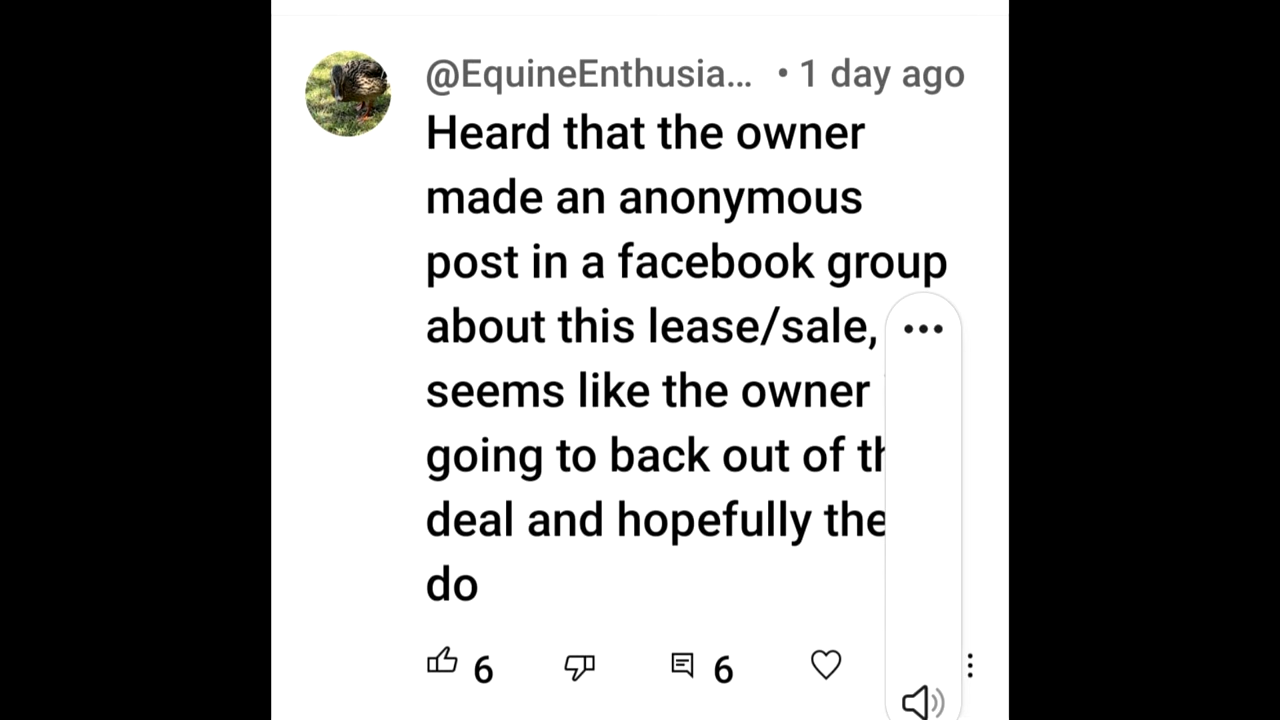 @EquineEnthusia... • 1 day ago
Heard that the owner
made an anonymous
post in a facebook group
about this lease/sale,
seems like the owner
going to back out of
deal and hopefully
do
6 6